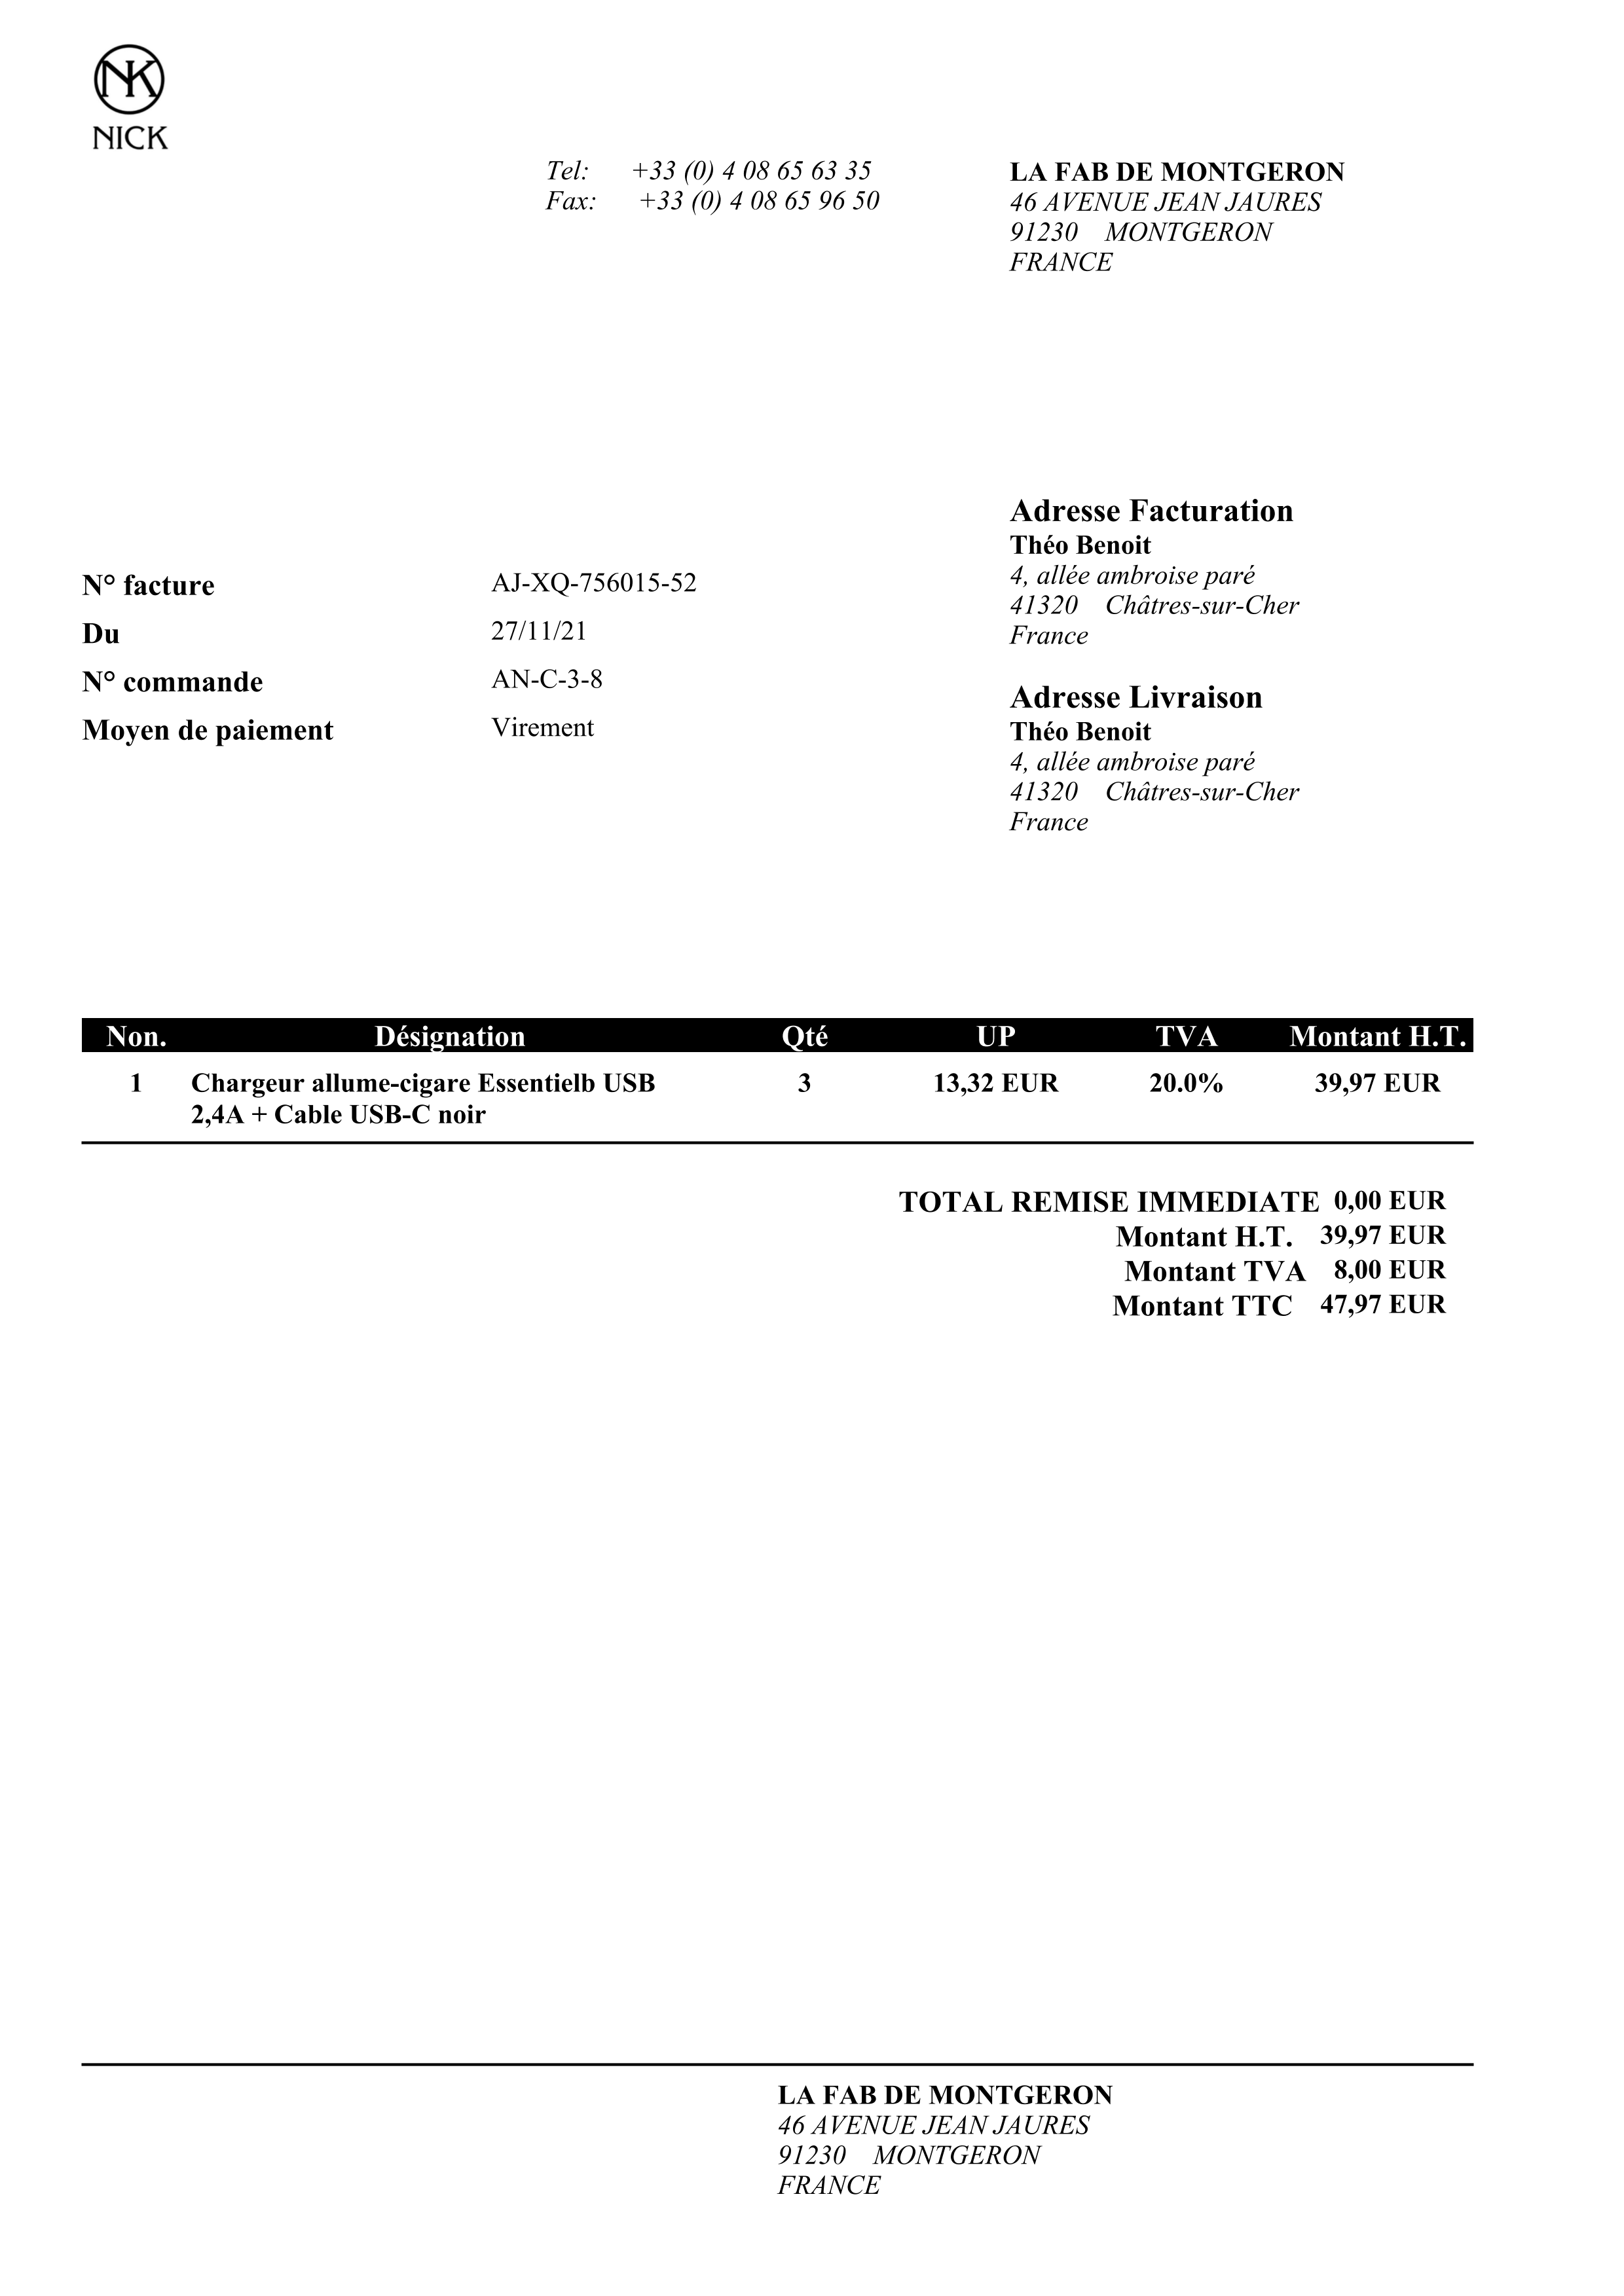 NK
NICK
Tel: +33 (0) 4 08 65 63 35
Fax: +33 (0) 4 08 65 96 50
LA FAB DE MONTGERON
46 AVENUE JEAN JAURES
91230 MONTGERON
FRANCE
Adresse Facturation
Théo Benoit
4, allée ambroise paré
41320 Châtres-sur-Cher
France
N° facture AJ-XQ-756015-52
Du 27/11/21
N° commande AN-C-3-8
Moyen de paiement Virement
Adresse Livraison
Théo Benoit
4, allée ambroise paré
41320 Châtres-sur-Cher
France
Non. Désignation Qté UP TVA Montant H.T.
1 Chargeur allume-cigare Essentielb USB 3 13,32 EUR 20.0% 39,97 EUR
2,4A + Cable USB-C noir
TOTAL REMISE IMMEDIATE 0,00 EUR
Montant H.T. 39,97 EUR
Montant TVA 8,00 EUR
Montant TTC 47,97 EUR
LA FAB DE MONTGERON
46 AVENUE JEAN JAURES
91230 MONTGERON
FRANCE